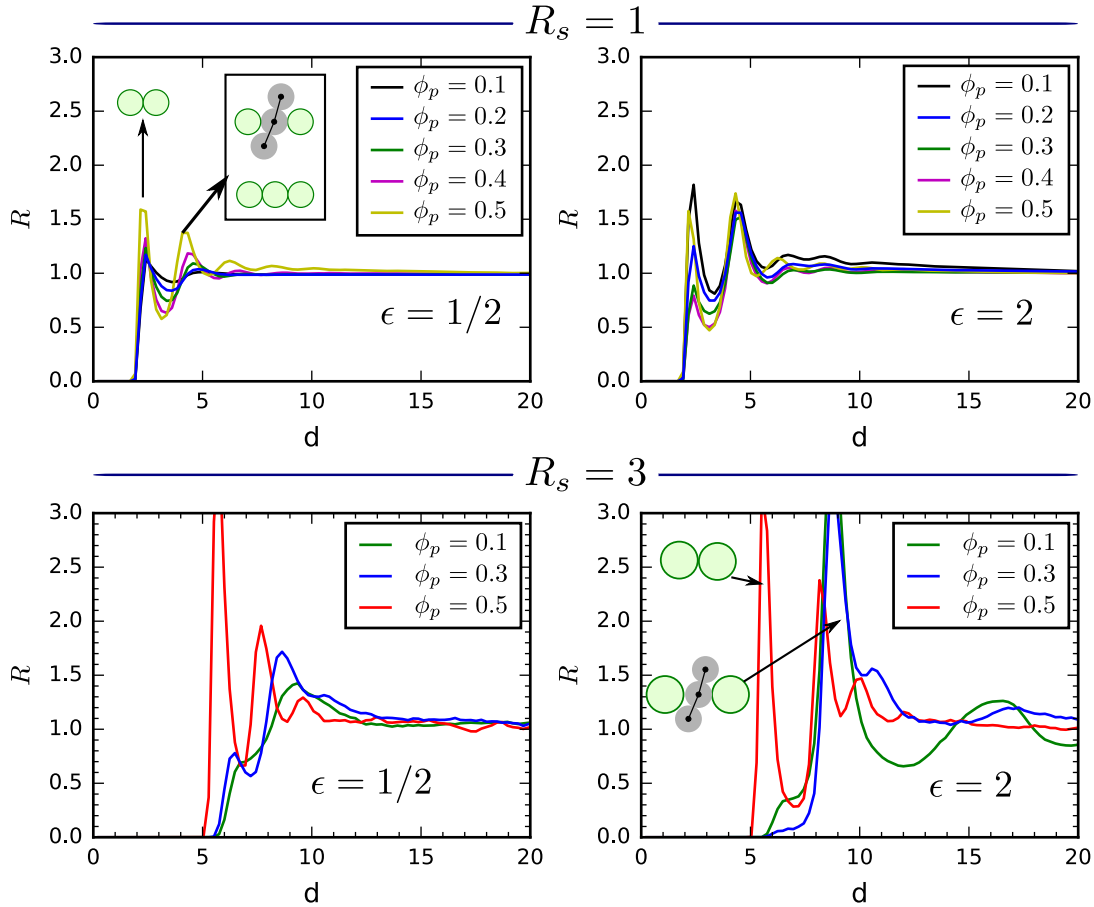 R_s = 1
3.0
2.5
2.0
1.5
1.0
0.5
0.0
R
0 5 10 15 20
d
ϕ_p = 0.1
ϕ_p = 0.2
ϕ_p = 0.3
ϕ_p = 0.4
ϕ_p = 0.5
ϵ = 1/2
3.0
2.5
2.0
1.5
1.0
0.5
0.0
R
0 5 10 15 20
d
ϕ_p = 0.1
ϕ_p = 0.2
ϕ_p = 0.3
ϕ_p = 0.4
ϕ_p = 0.5
ϵ = 2
R_s = 3
3.0
2.5
2.0
1.5
1.0
0.5
0.0
R
0 5 10 15 20
d
ϕ_p = 0.1
ϕ_p = 0.3
ϕ_p = 0.5
ϵ = 1/2
3.0
2.5
2.0
1.5
1.0
0.5
0.0
R
0 5 10 15 20
d
ϕ_p = 0.1
ϕ_p = 0.3
ϕ_p = 0.5
ϵ = 2